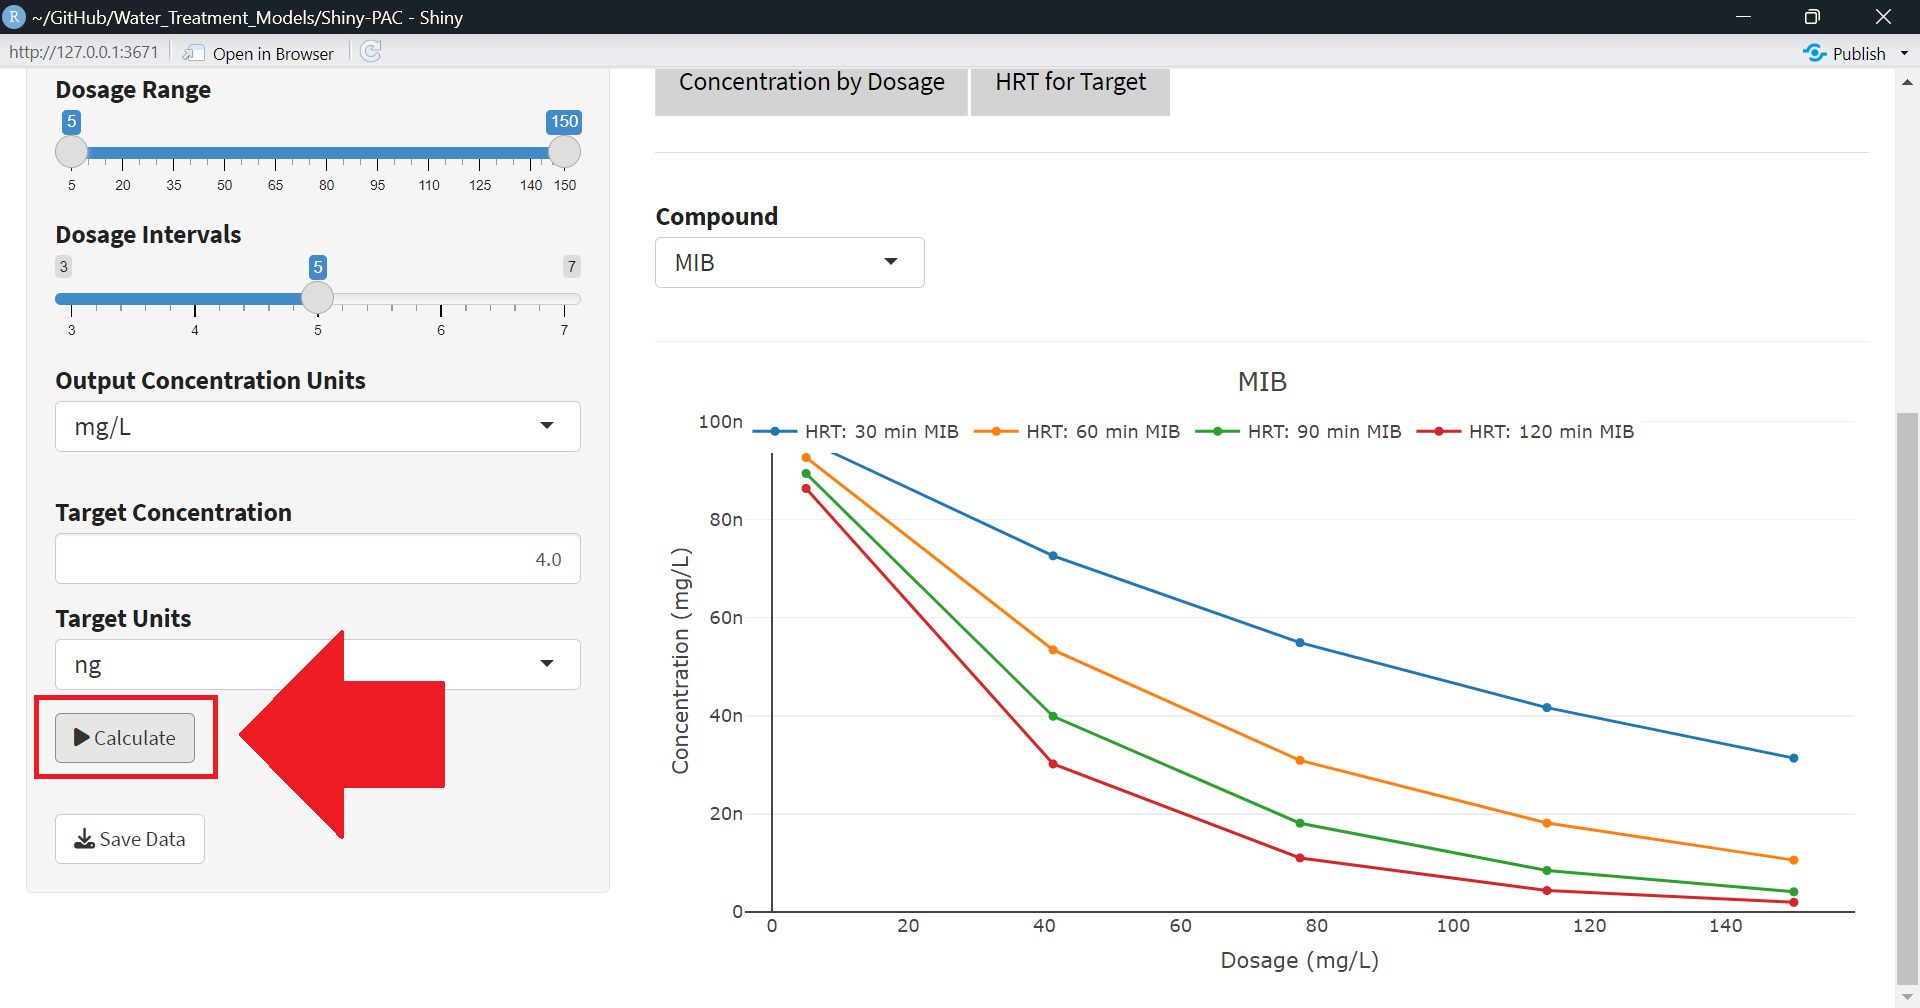 R ~/GitHub/Water_Treatment_Models/Shiny-PAC - Shiny
http://127.0.0.1:3671 Open in Browser Publish
Dosage Range
5 150
5 20 35 50 65 80 95 110 125 140 150
Dosage Intervals
3 5 7
3 4 5 6 7
Output Concentration Units
mg/L
Target Concentration
4.0
Target Units
ng
Calculate
Save Data
Concentration by Dosage HRT for Target
Compound
MIB
MIB
HRT: 30 min MIB HRT: 60 min MIB HRT: 90 min MIB HRT: 120 min MIB
100n
80n
60n
40n
20n
0
Concentration (mg/L)
0 20 40 60 80 100 120 140
Dosage (mg/L)